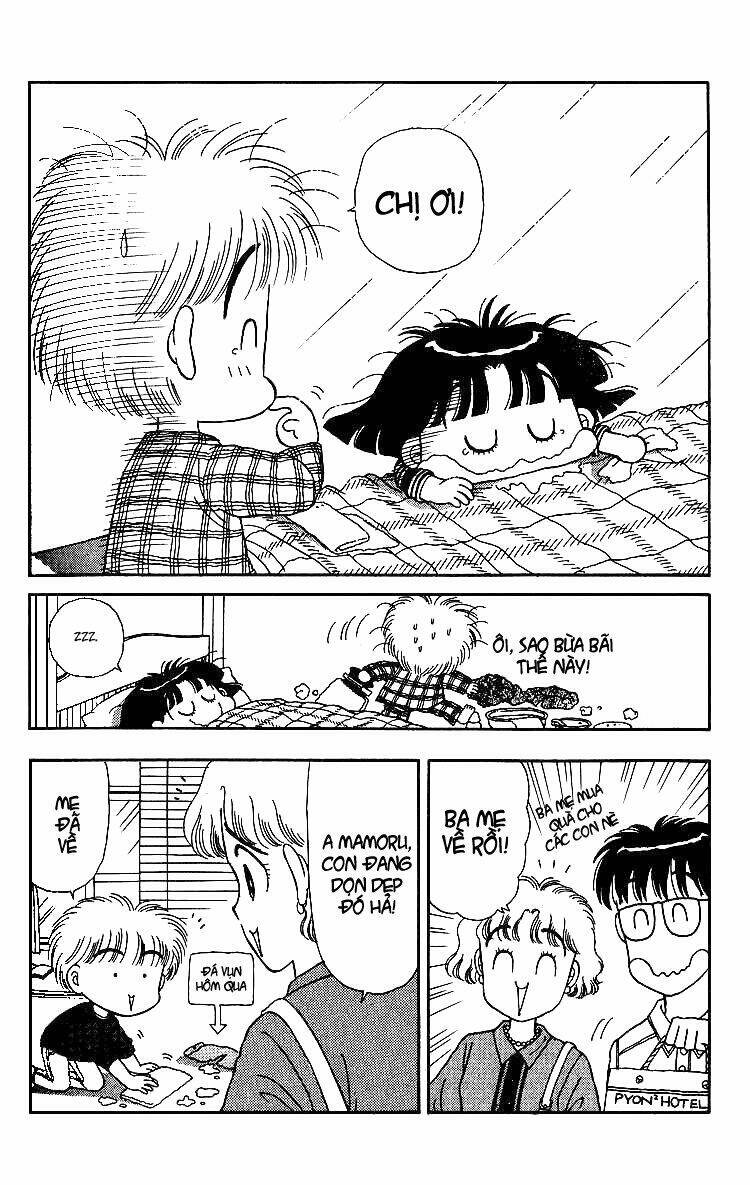 CHỊ ƠI!
ÔI, SAO BỪA BÃI
THẾ NÀY!
ZZZ.
BA MẸ
VỀ RỒI!
BA MẸ MUA
QUÀ CHO
CÁC CON NÈ
PYON² HOTEL
A MAMORU,
CON ĐANG
DỌN DẸP
ĐÓ HẢ!
MẸ
ĐÃ
VỀ
ĐÁ VỤN
HÔM QUA